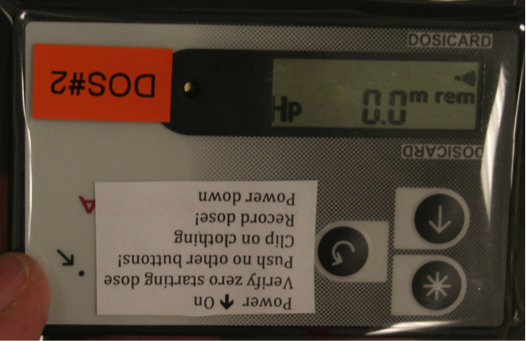 DOSICARD
Hp 0.0 m rem
DOSICARD
DOS#2
Power ↓ On
Verify zero starting dose
Push no other buttons!
Clip on clothing
Record dose!
Power down